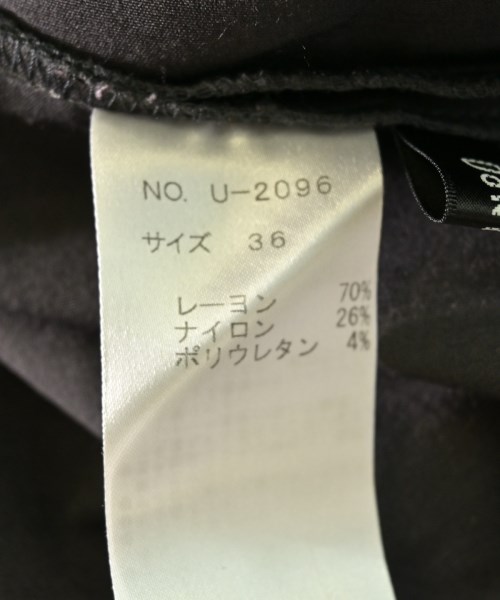 NO. U-2096
サイズ 36
レーヨン 70%
ナイロン 26%
ポリウレタン 4%